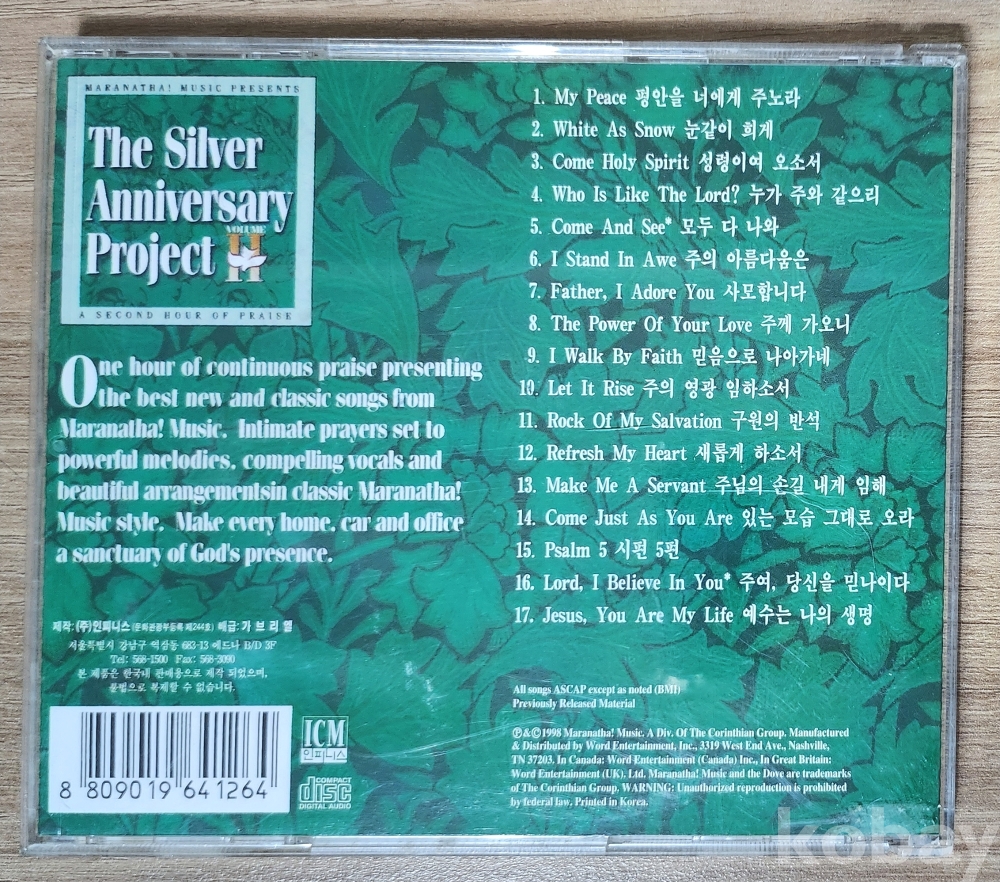 MARANATHA! MUSIC PRESENTS
The Silver
Anniversary
VOLUME
Project II
A SECOND HOUR OF PRAISE
One hour of continuous praise presenting
the best new and classic songs from
Maranatha! Music. Intimate prayers set to
powerful melodies, compelling vocals and
beautiful arrangementsin classic Maranatha!
Music style. Make every home, car and office
a sanctuary of God's presence.
제작: (주)인피니스 (문화관광부등록 제244호) 배급: 가 브 리 엘
서울특별시 강남구 역삼동 683-13 에드나 B/D 3F
Tel: 568-1500 Fax: 568-3090
본 제품은 한국내 판매용으로 제작 되었으며,
불법으로 복제할 수 없습니다.
8 809019 641264
ICM
인피니스
COMPACT
disc
DIGITAL AUDIO
1. My Peace 평안을 너에게 주노라
2. White As Snow 눈같이 희게
3. Come Holy Spirit 성령이여 오소서
4. Who Is Like The Lord? 누가 주와 같으리
5. Come And See* 모두 다 나와
6. I Stand In Awe 주의 아름다움은
7. Father, I Adore You 사모합니다
8. The Power Of Your Love 주께 가오니
9. I Walk By Faith 믿음으로 나아가네
10. Let It Rise 주의 영광 임하소서
11. Rock Of My Salvation 구원의 반석
12. Refresh My Heart 새롭게 하소서
13. Make Me A Servant 주님의 손길 내게 임해
14. Come Just As You Are 있는 모습 그대로 오라
15. Psalm 5 시편 5편
16. Lord, I Believe In You* 주여, 당신을 믿나이다
17. Jesus, You Are My Life 예수는 나의 생명
All songs ASCAP except as noted (BMI)
Previously Released Material
℗&©1998 Maranatha! Music. A Div. Of The Corinthian Group. Manufactured
& Distributed by Word Entertainment, Inc., 3319 West End Ave., Nashville,
TN 37203. In Canada: Word Entertainment (Canada) Inc., In Great Britain:
Word Entertainment (UK), Ltd. Maranatha! Music and the Dove are trademarks
of The Corinthian Group. WARNING: Unauthorized reproduction is prohibited
by federal law, Printed in Korea.
kobay